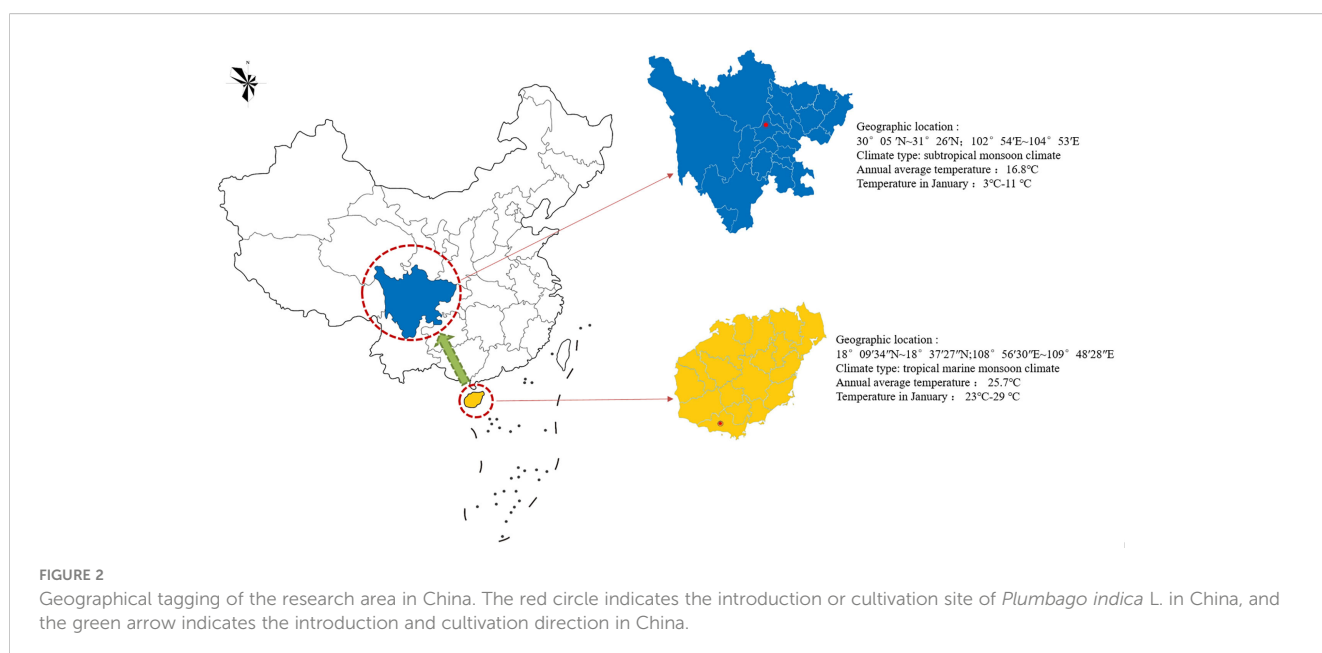 N
Geographic location :
30° 05 ′N~31° 26′N; 102° 54′E~104° 53′E
Climate type: subtropical monsoon climate
Annual average temperature : 16.8℃
Temperature in January : 3℃-11 ℃
Geographic location :
18° 09′34″N~18° 37′27″N;108° 56′30″E~109° 48′28″E
Climate type: tropical marine monsoon climate
Annual average temperature : 25.7℃
Temperature in January : 23℃-29 ℃
FIGURE 2
Geographical tagging of the research area in China. The red circle indicates the introduction or cultivation site of Plumbago indica L. in China, and
the green arrow indicates the introduction and cultivation direction in China.